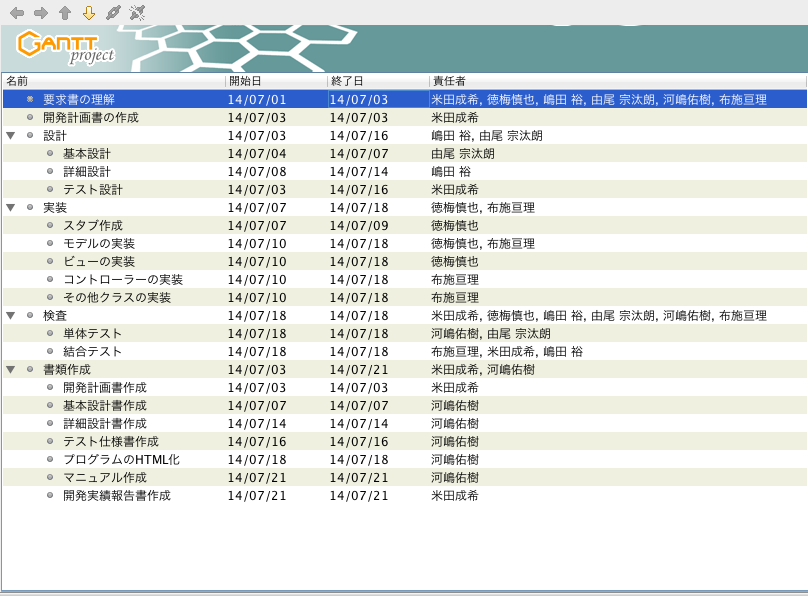 GANTT
project
名前 開始日 終了日 責任者
要求書の理解 14/07/01 14/07/03 米田成希, 徳梅慎也, 嶋田 裕, 由尾 宗汰朗, 河嶋佑樹, 布施亘理
開発計画書の作成 14/07/03 14/07/03 米田成希
設計 14/07/03 14/07/16 嶋田 裕, 由尾 宗汰朗
基本設計 14/07/04 14/07/07 由尾 宗汰朗
詳細設計 14/07/08 14/07/14 嶋田 裕
テスト設計 14/07/03 14/07/16 米田成希
実装 14/07/07 14/07/18 徳梅慎也, 布施亘理
スタブ作成 14/07/07 14/07/09 徳梅慎也
モデルの実装 14/07/10 14/07/18 徳梅慎也, 布施亘理
ビューの実装 14/07/10 14/07/18 徳梅慎也
コントローラーの実装 14/07/10 14/07/18 布施亘理
その他クラスの実装 14/07/10 14/07/18 布施亘理
検査 14/07/18 14/07/18 米田成希, 徳梅慎也, 嶋田 裕, 由尾 宗汰朗, 河嶋佑樹, 布施亘理
単体テスト 14/07/18 14/07/18 河嶋佑樹, 由尾 宗汰朗
結合テスト 14/07/18 14/07/18 布施亘理, 米田成希, 嶋田 裕
書類作成 14/07/03 14/07/21 米田成希, 河嶋佑樹
開発計画書作成 14/07/03 14/07/03 米田成希
基本設計書作成 14/07/07 14/07/07 河嶋佑樹
詳細設計書作成 14/07/14 14/07/14 河嶋佑樹
テスト仕様書作成 14/07/16 14/07/16 河嶋佑樹
プログラムのHTML化 14/07/18 14/07/18 河嶋佑樹
マニュアル作成 14/07/21 14/07/21 河嶋佑樹
開発実績報告書作成 14/07/21 14/07/21 米田成希